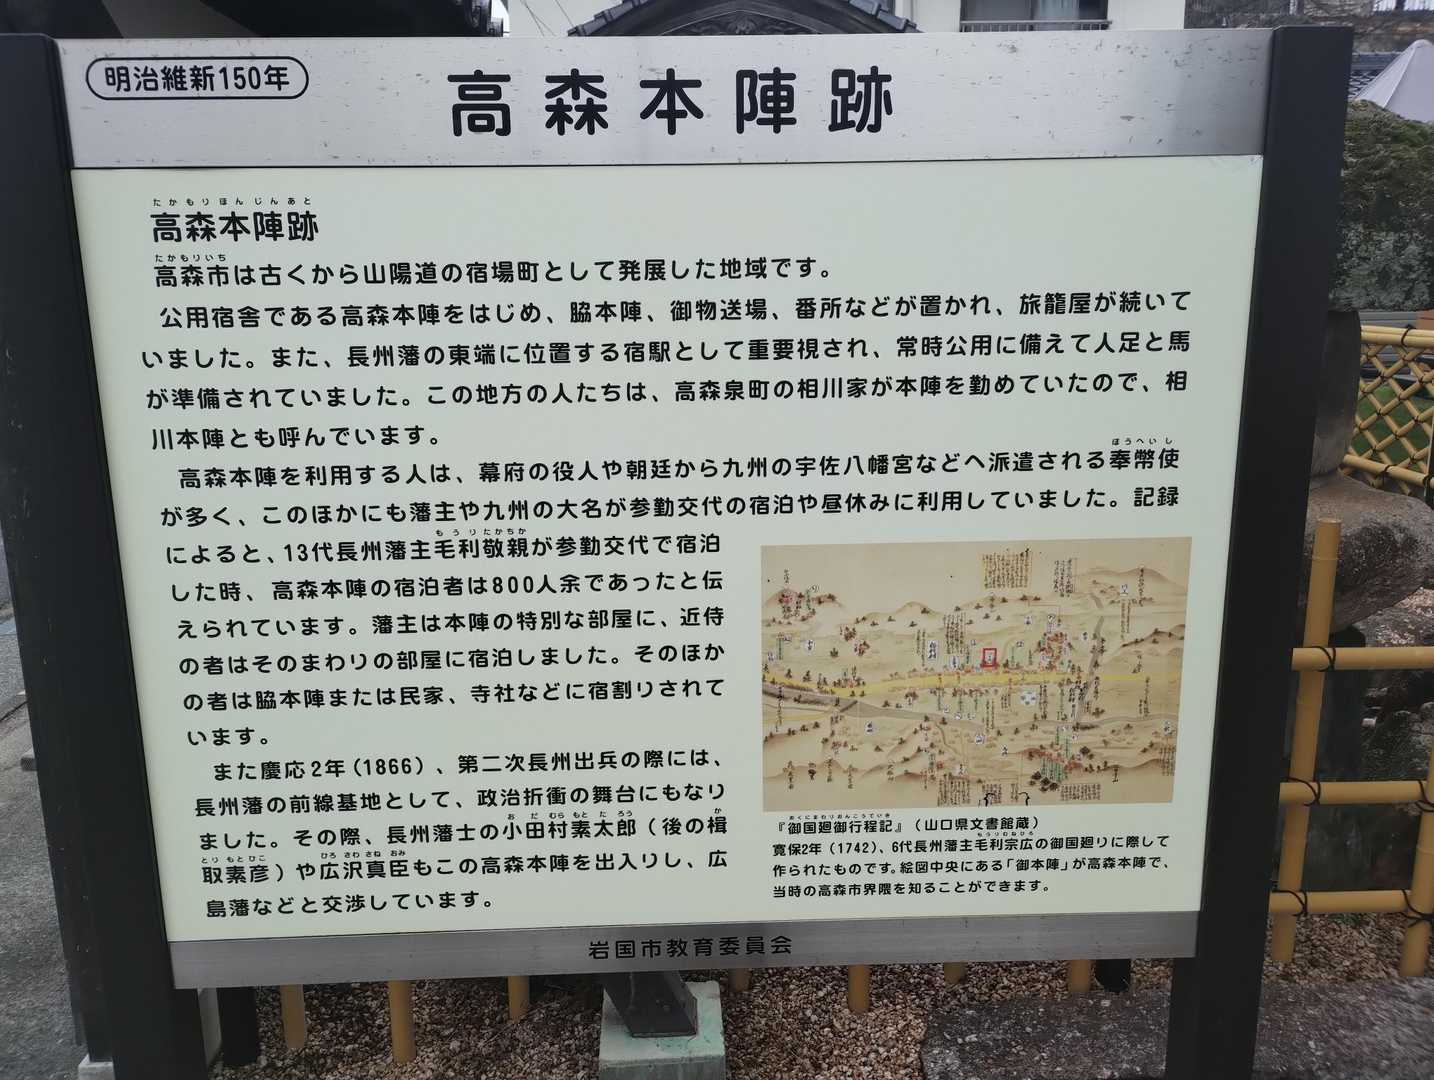 明治維新150年
高森本陣跡
たかもりほんじんあと
高森本陣跡
たかもりいち
高森市は古くから山陽道の宿場町として発展した地域です。
公用宿舎である高森本陣をはじめ、脇本陣、御物送場、番所などが置かれ、旅籠屋が続いて
いました。また、長州藩の東端に位置する宿駅として重要視され、常時公用に備えて人足と馬
が準備されていました。この地方の人たちは、高森泉町の相川家が本陣を勤めていたので、相
川本陣とも呼んでいます。
ほうへいし
高森本陣を利用する人は、幕府の役人や朝廷から九州の宇佐八幡宮などへ派遣される奉幣使
が多く、このほかにも藩主や九州の大名が参勤交代の宿泊や昼休みに利用していました。記録
もうりたかちか
によると、13代長州藩主毛利敬親が参勤交代で宿泊
した時、高森本陣の宿泊者は800人余であったと伝
えられています。藩主は本陣の特別な部屋に、近侍
の者はそのまわりの部屋に宿泊しました。そのほか
の者は脇本陣または民家、寺社などに宿割りされて
います。
また慶応2年（1866）、第二次長州出兵の際には、
長州藩の前線基地として、政治折衝の舞台にもなり
お だ むら もと た ろう か
ました。その際、長州藩士の小田村素太郎（後の楫
とり もと ひこ ひろ さわ さね おみ
取素彦）や広沢真臣もこの高森本陣を出入りし、広
島藩などと交渉しています。
おくにまわりおんこうていき
『御国廻御行程記』（山口県文書館蔵）
もうりむねひろ
寛保2年（1742）、6代長州藩主毛利宗広の御国廻りに際して
作られたものです。絵図中央にある「御本陣」が高森本陣で、
当時の高森市界隈を知ることができます。
岩国市教育委員会